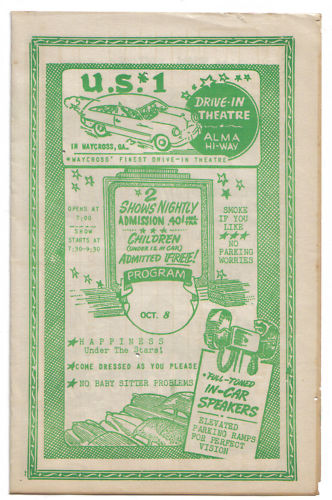 U.S. 1
DRIVE-IN
THEATRE
ALMA
HI-WAY
IN WAYCROSS, GA.
"WAYCROSS' FINEST DRIVE-IN THEATRE
OPENS AT
7:00
SHOW
STARTS AT
7:30-9:30
2
SHOWS NIGHTLY
ADMISSION .40¢
CHILDREN
(UNDER 12, IN CAR)
ADMITTED FREE!
PROGRAM
OCT. 8
SMOKE
IF YOU
LIKE
NO
PARKING
WORRIES
HAPPINESS
Under The Stars!
COME DRESSED AS YOU PLEASE
NO BABY SITTER PROBLEMS
FULL-TONED
IN-CAR
SPEAKERS
ELEVATED
PARKING RAMPS
FOR PERFECT
VISION